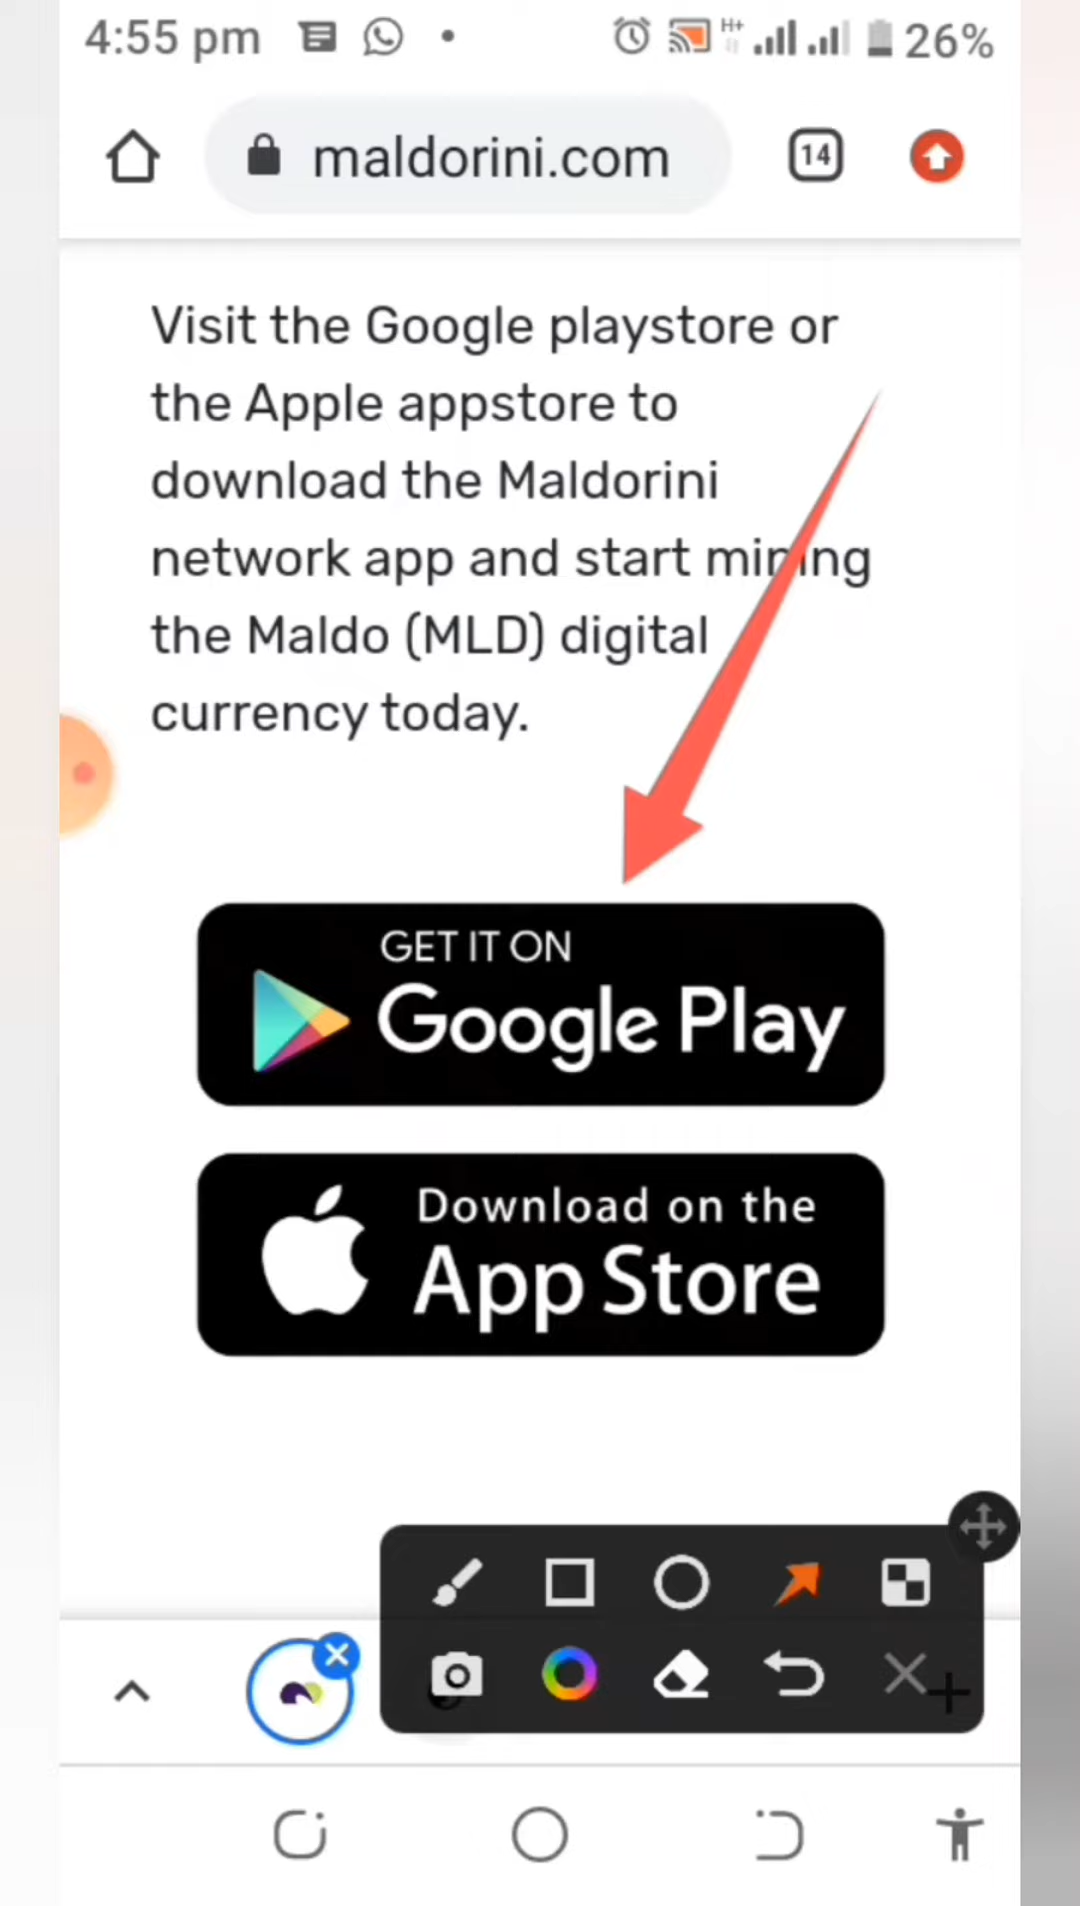 4:55 pm
H+
26%
maldorini.com
14
Visit the Google playstore or
the Apple appstore to
download the Maldorini
network app and start mining
the Maldo (MLD) digital
currency today.
GET IT ON
Google Play
Download on the
App Store